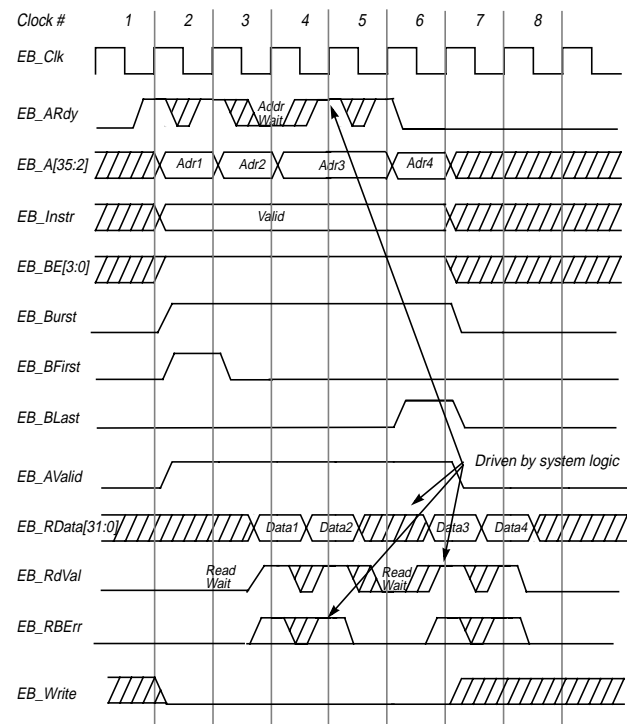 Clock # 1 2 3 4 5 6 7 8
EB_Clk
EB_ARdy
Addr
Wait
EB_A[35:2] Adr1 Adr2 Adr3 Adr4
EB_Instr Valid
EB_BE[3:0]
EB_Burst
EB_BFirst
EB_BLast
Driven by system logic
EB_AValid
EB_RData[31:0] Data1 Data2 Data3 Data4
EB_RdVal
Read
Wait
Read
Wait
EB_RBErr
EB_Write